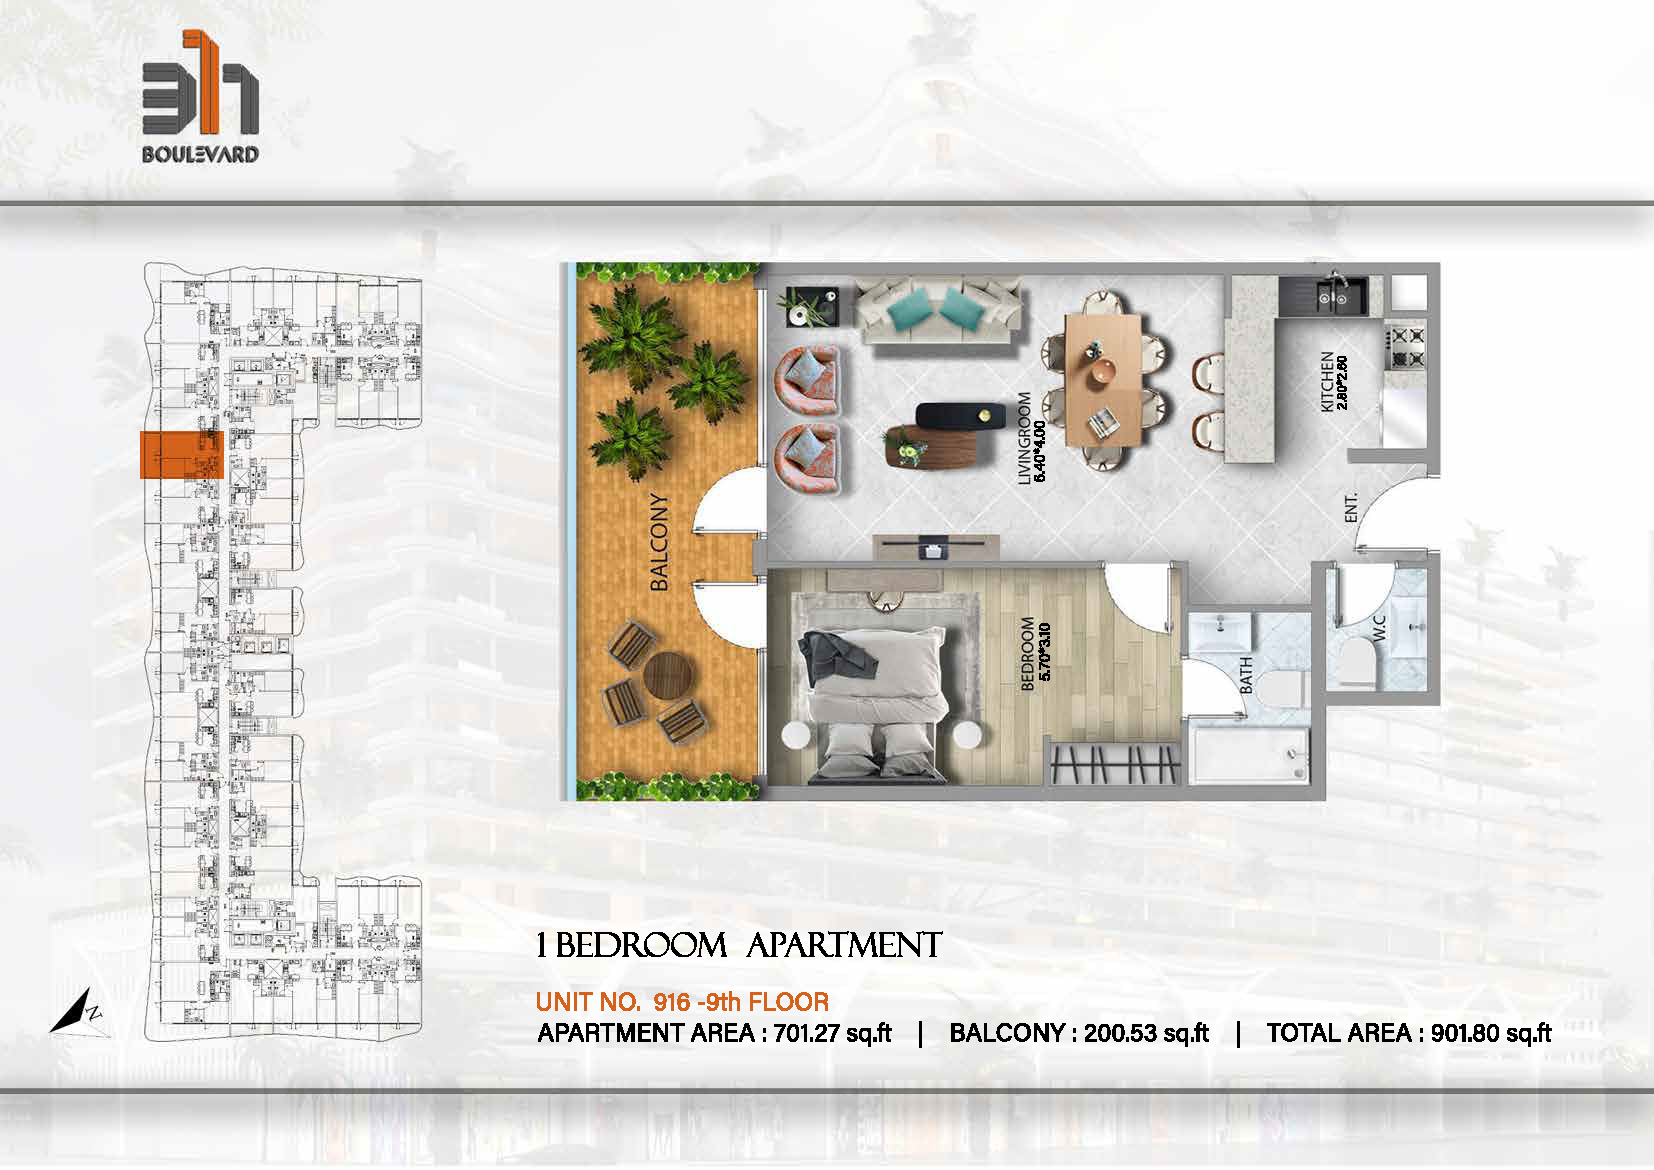 311
BOULEVARD
BALCONY
LIVINGROOM
6.40*4.00
KITCHEN
2.80*2.60
ENT.
BEDROOM
5.70*3.10
BATH
W.C
N
1 BEDROOM APARTMENT
UNIT NO. 916 -9th FLOOR
APARTMENT AREA : 701.27 sq.ft | BALCONY : 200.53 sq.ft | TOTAL AREA : 901.80 sq.ft